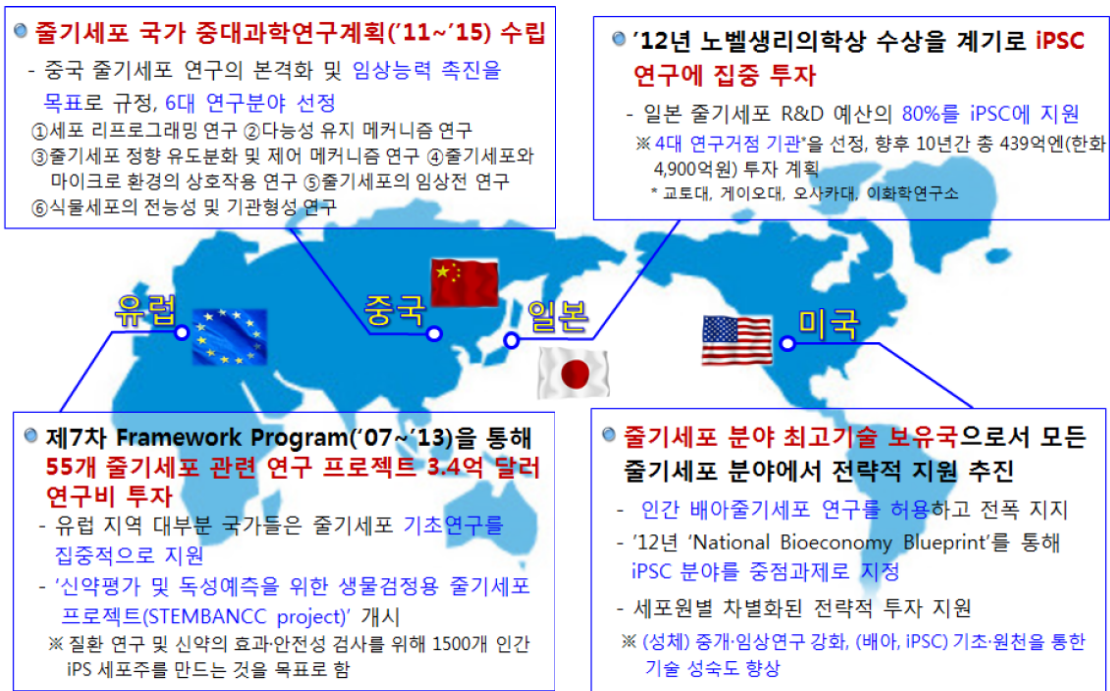 줄기세포 국가 중대과학연구계획('11~'15) 수립
- 중국 줄기세포 연구의 본격화 및 임상능력 촉진을
목표로 규정, 6대 연구분야 선정
①세포 리프로그래밍 연구 ②다능성 유지 메커니즘 연구
③줄기세포 정향 유도분화 및 제어 메커니즘 연구 ④줄기세포와
마이크로 환경의 상호작용 연구 ⑤줄기세포의 임상전 연구
⑥식물세포의 전능성 및 기관형성 연구
'12년 노벨생리의학상 수상을 계기로 iPSC
연구에 집중 투자
- 일본 줄기세포 R&D 예산의 80%를 iPSC에 지원
※ 4대 연구거점 기관*을 선정, 향후 10년간 총 439억엔(한화
4,900억원) 투자 계획
* 교토대, 게이오대, 오사카대, 이화학연구소
유럽
중국
일본
미국
제7차 Framework Program('07~'13)을 통해
55개 줄기세포 관련 연구 프로젝트 3.4억 달러
연구비 투자
- 유럽 지역 대부분 국가들은 줄기세포 기초연구를
집중적으로 지원
- '신약평가 및 독성예측을 위한 생물검정용 줄기세포
프로젝트(STEMBANCC project)' 개시
※ 질환 연구 및 신약의 효과·안전성 검사를 위해 1500개 인간
iPS 세포주를 만드는 것을 목표로 함
줄기세포 분야 최고기술 보유국으로서 모든
줄기세포 분야에서 전략적 지원 추진
- 인간 배아줄기세포 연구를 허용하고 전폭 지지
- '12년 'National Bioeconomy Blueprint'를 통해
iPSC 분야를 중점과제로 지정
- 세포원별 차별화된 전략적 투자 지원
※ (성체) 중개·임상연구 강화, (배아, iPSC) 기초·원천을 통한
기술 성숙도 향상